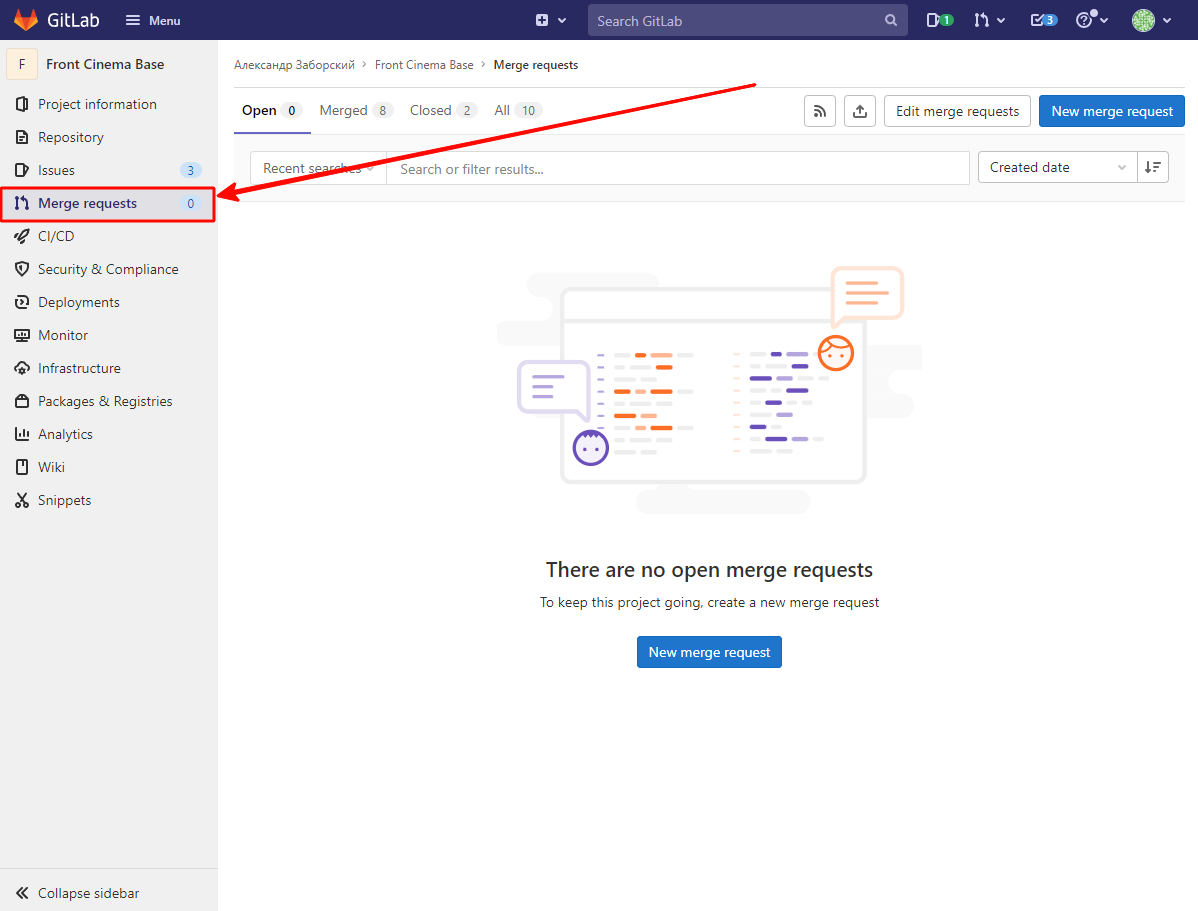 GitLab Menu Search GitLab 1 3
F Front Cinema Base
Project information
Repository
Issues 3
Merge requests 0
CI/CD
Security & Compliance
Deployments
Monitor
Infrastructure
Packages & Registries
Analytics
Wiki
Snippets
Collapse sidebar
Александр Заборский › Front Cinema Base › Merge requests
Open 0 Merged 8 Closed 2 All 10 Edit merge requests New merge request
Recent searches Search or filter results... Created date
There are no open merge requests
To keep this project going, create a new merge request
New merge request